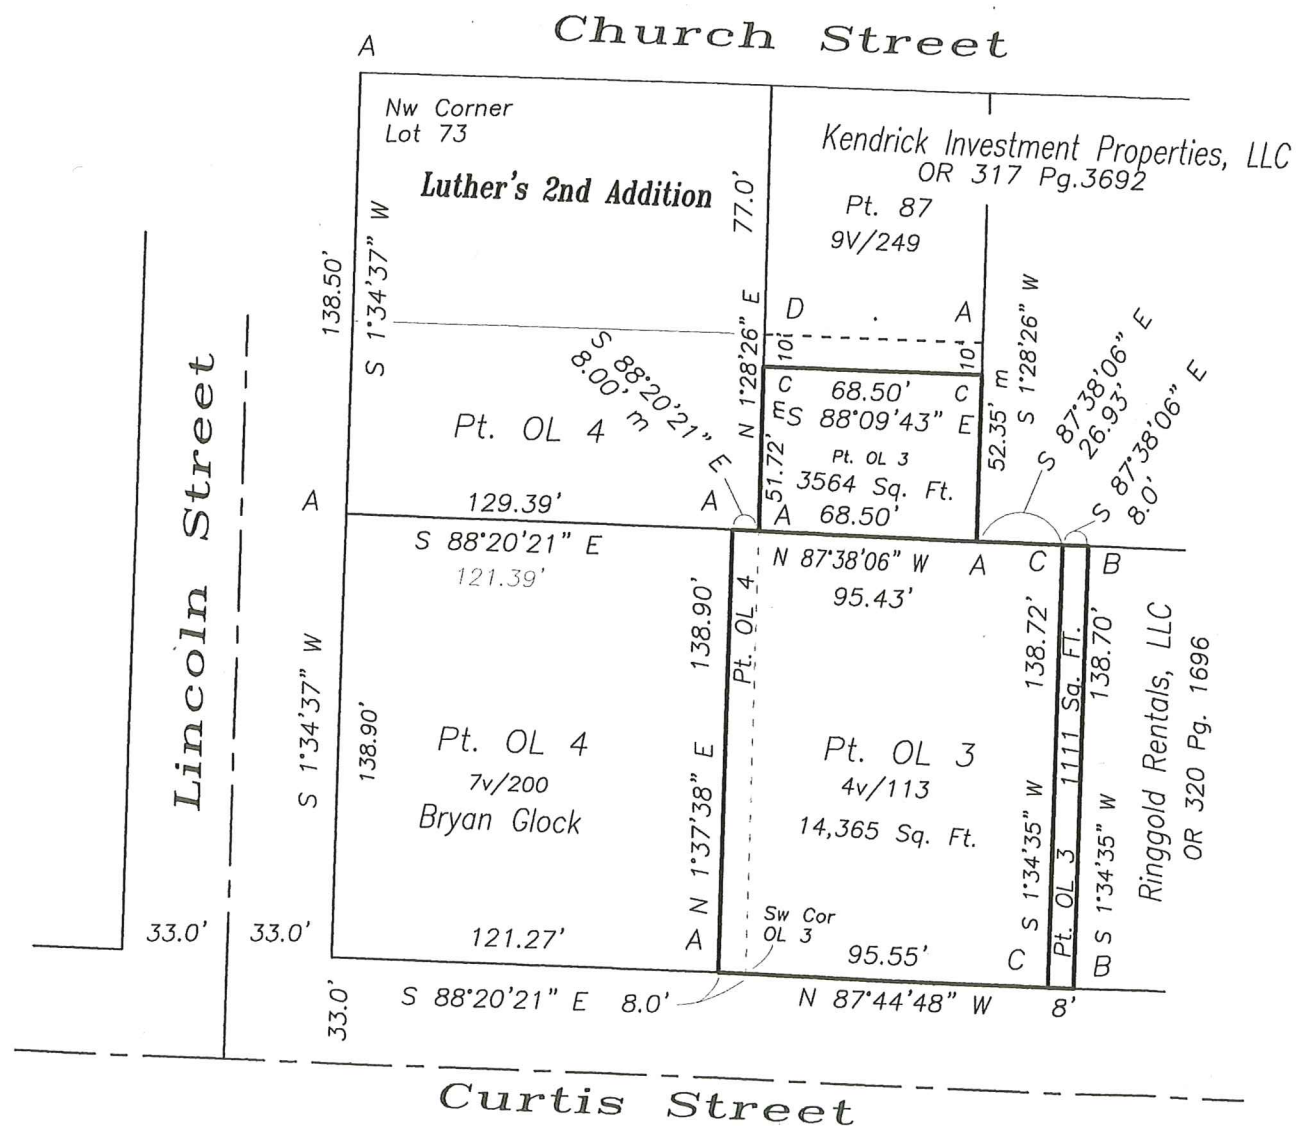 Church Street
A
Nw Corner
Lot 73
Luther's 2nd Addition
Kendrick Investment Properties, LLC
OR 317 Pg.3692
Pt. 87
9V/249
77.0'
138.50'
S 1°34'37" W
N 1°28'26" E
D
A
10'
10'
S 1°28'26" W
52.35' m
S 88°20'21" E
8.00' m
C
68.50'
C
m
S 88°09'43" E
51.72'
Pt. OL 3
3564 Sq. Ft.
68.50'
S 87°38'06" E
26.93'
S 87°38'06" E
8.0'
Pt. OL 4
A
129.39'
A
A
S 88°20'21" E
121.39'
N 87°38'06" W
95.43'
A
C
B
Lincoln Street
S 1°34'37" W
138.90'
Pt. OL 4
7v/200
Bryan Glock
138.90'
Pt. OL 4
N 1°37'38" E
Pt. OL 3
4v/113
14,365 Sq. Ft.
138.72'
S 1°34'35" W
Pt. OL 3 1111 Sq. FT.
138.70'
S 1°34'35" W
Ringgold Rentals, LLC
OR 320 Pg. 1696
33.0'
33.0'
121.27'
A
Sw Cor
OL 3
95.55'
C
B
33.0'
S 88°20'21" E 8.0'
N 87°44'48" W
8'
Curtis Street